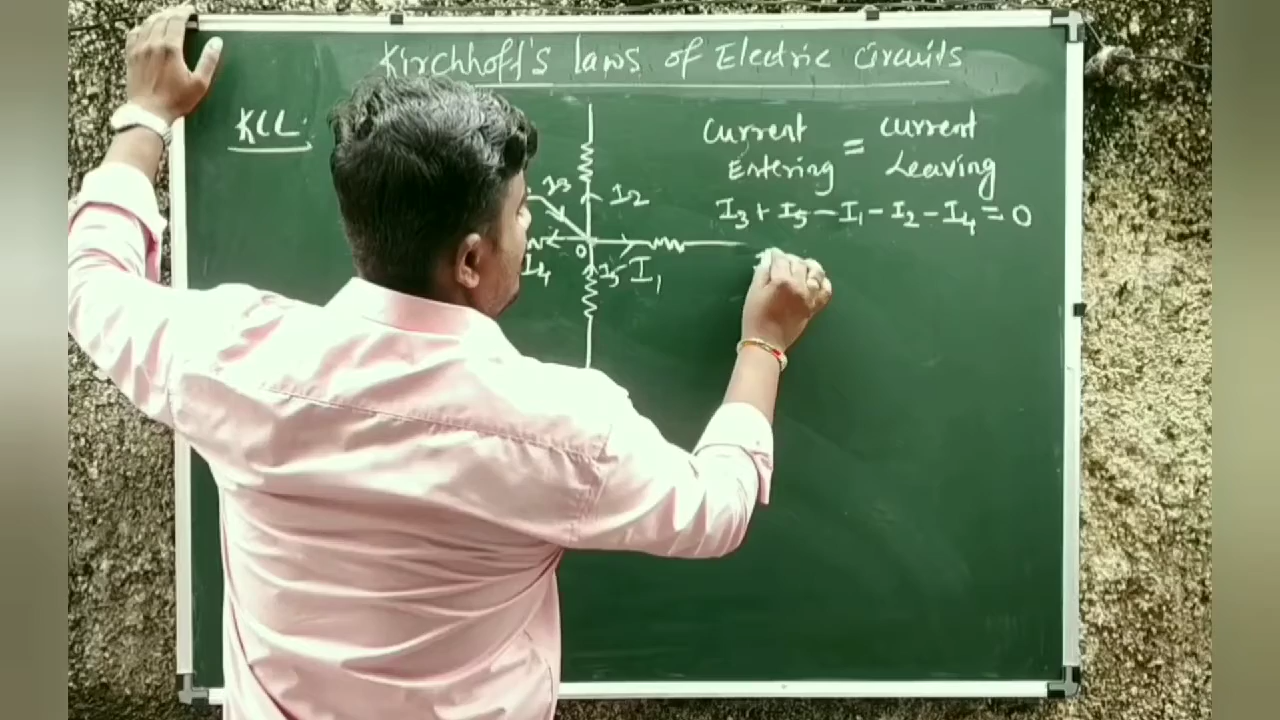 Kirchhoff's laws of Electric Circuits
KCL:
Current = Current
Entering Leaving
I3 + I5 - I1 - I2 - I4 = 0
I3 I2
O
I4 I5 I1